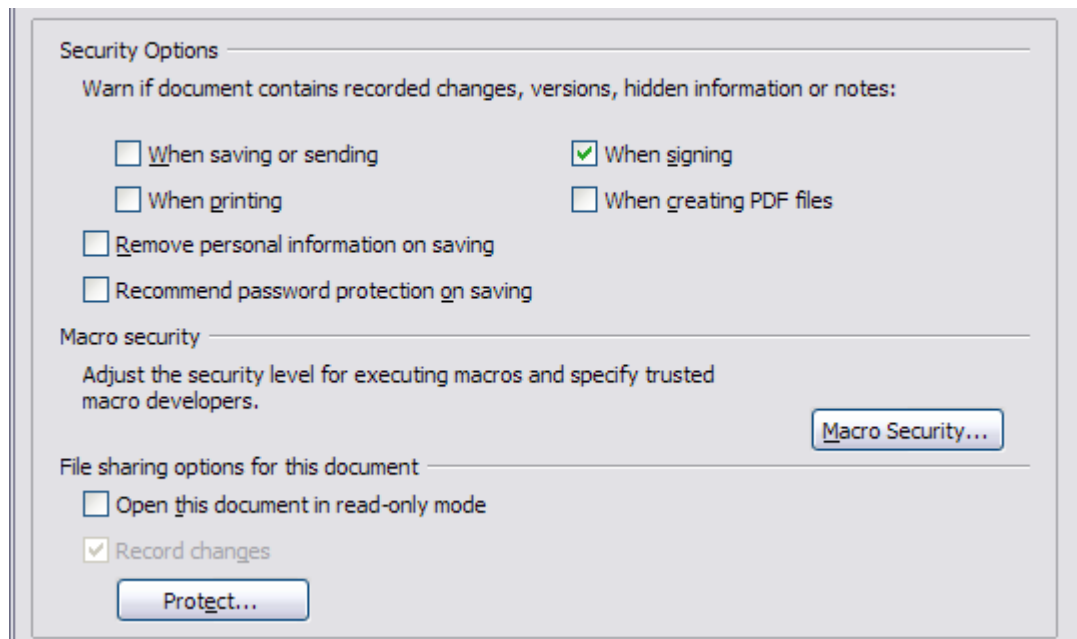 Security Options
Warn if document contains recorded changes, versions, hidden information or notes:
When saving or sending
When signing
When printing
When creating PDF files
Remove personal information on saving
Recommend password protection on saving
Macro security
Adjust the security level for executing macros and specify trusted
macro developers.
Macro Security...
File sharing options for this document
Open this document in read-only mode
Record changes
Protect...